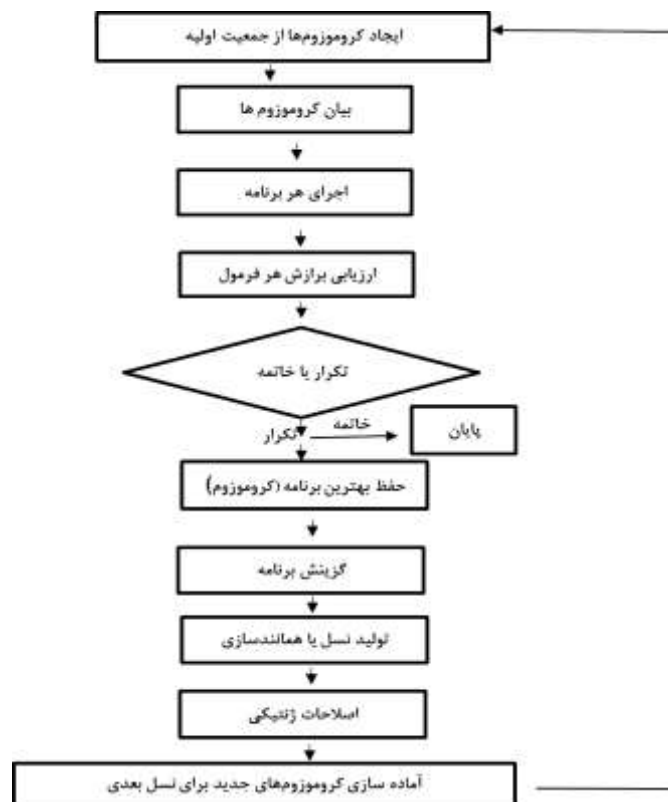 ایجاد کروموزوم‌ها از جمعیت اولیه
بیان کروموزوم ها
اجرای هر برنامه
ارزیابی برازش هر فرمول
تکرار یا خاتمه
خاتمه
پایان
تکرار
حفظ بهترین برنامه (کروموزوم)
گزینش برنامه
تولید نسل یا همانندسازی
اصلاحات ژنتیکی
آماده سازی کروموزوم‌های جدید برای نسل بعدی